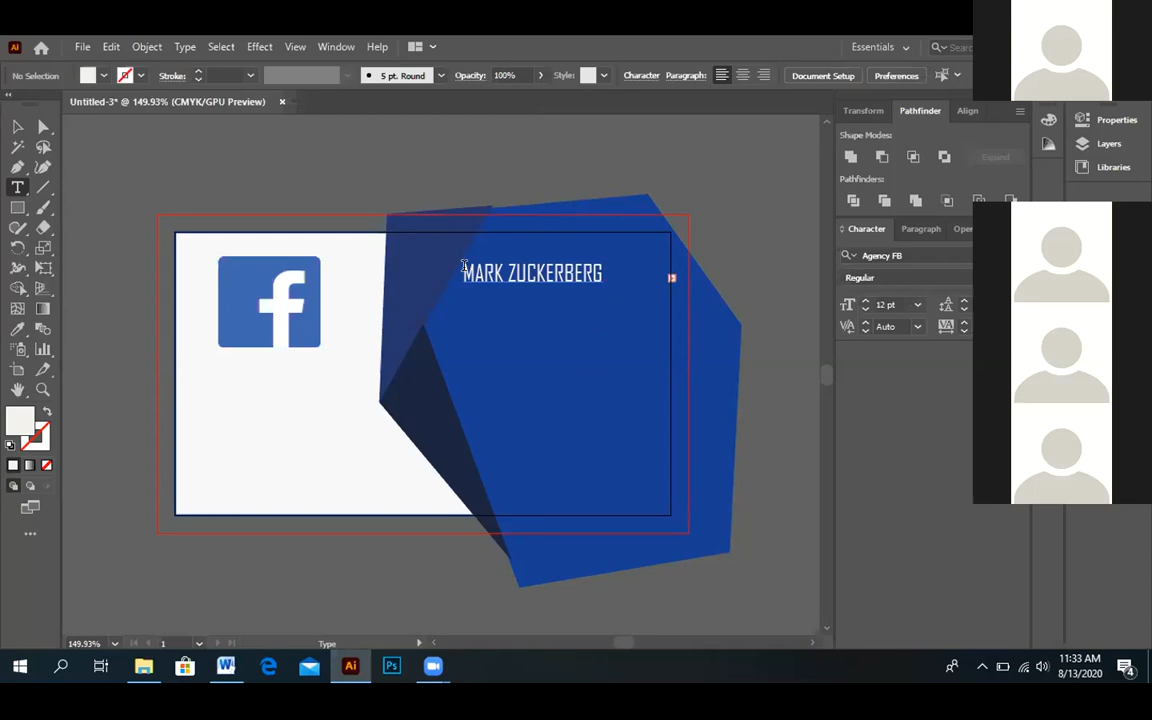 File Edit Object Type Select Effect View Window Help
Essentials
Searc
No Selection
Stroke:
5 pt. Round
Opacity: 100%
Style:
Character
Paragraph:
Document Setup
Preferences
Untitled-3* @ 149.93% (CMYK/GPU Preview)
Transform Pathfinder Align
Shape Modes:
Expand
Pathfinders:
Properties
Layers
Libraries
Character Paragraph Open
Agency FB
Regular
12 pt
Auto
MARK ZUCKERBERG
149.93%
1
Type
11:33 AM
8/13/2020
4